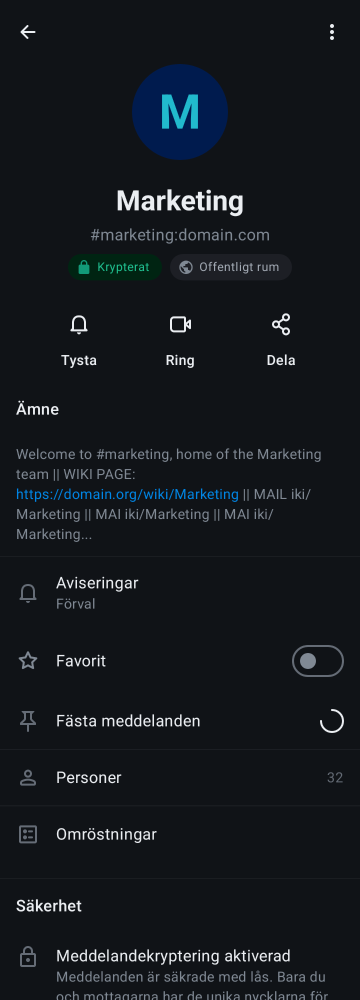 M
Marketing
#marketing:domain.com
Krypterat
Offentligt rum
Tysta
Ring
Dela
Ämne
Welcome to #marketing, home of the Marketing
team || WIKI PAGE:
https://domain.org/wiki/Marketing || MAIL iki/
Marketing || MAI iki/Marketing || MAI iki/
Marketing...
Aviseringar
Förval
Favorit
Fästa meddelanden
Personer 32
Omröstningar
Säkerhet
Meddelandekryptering aktiverad
Meddelanden är säkrade med lås. Bara du
och mottagarna har de unika nycklarna för